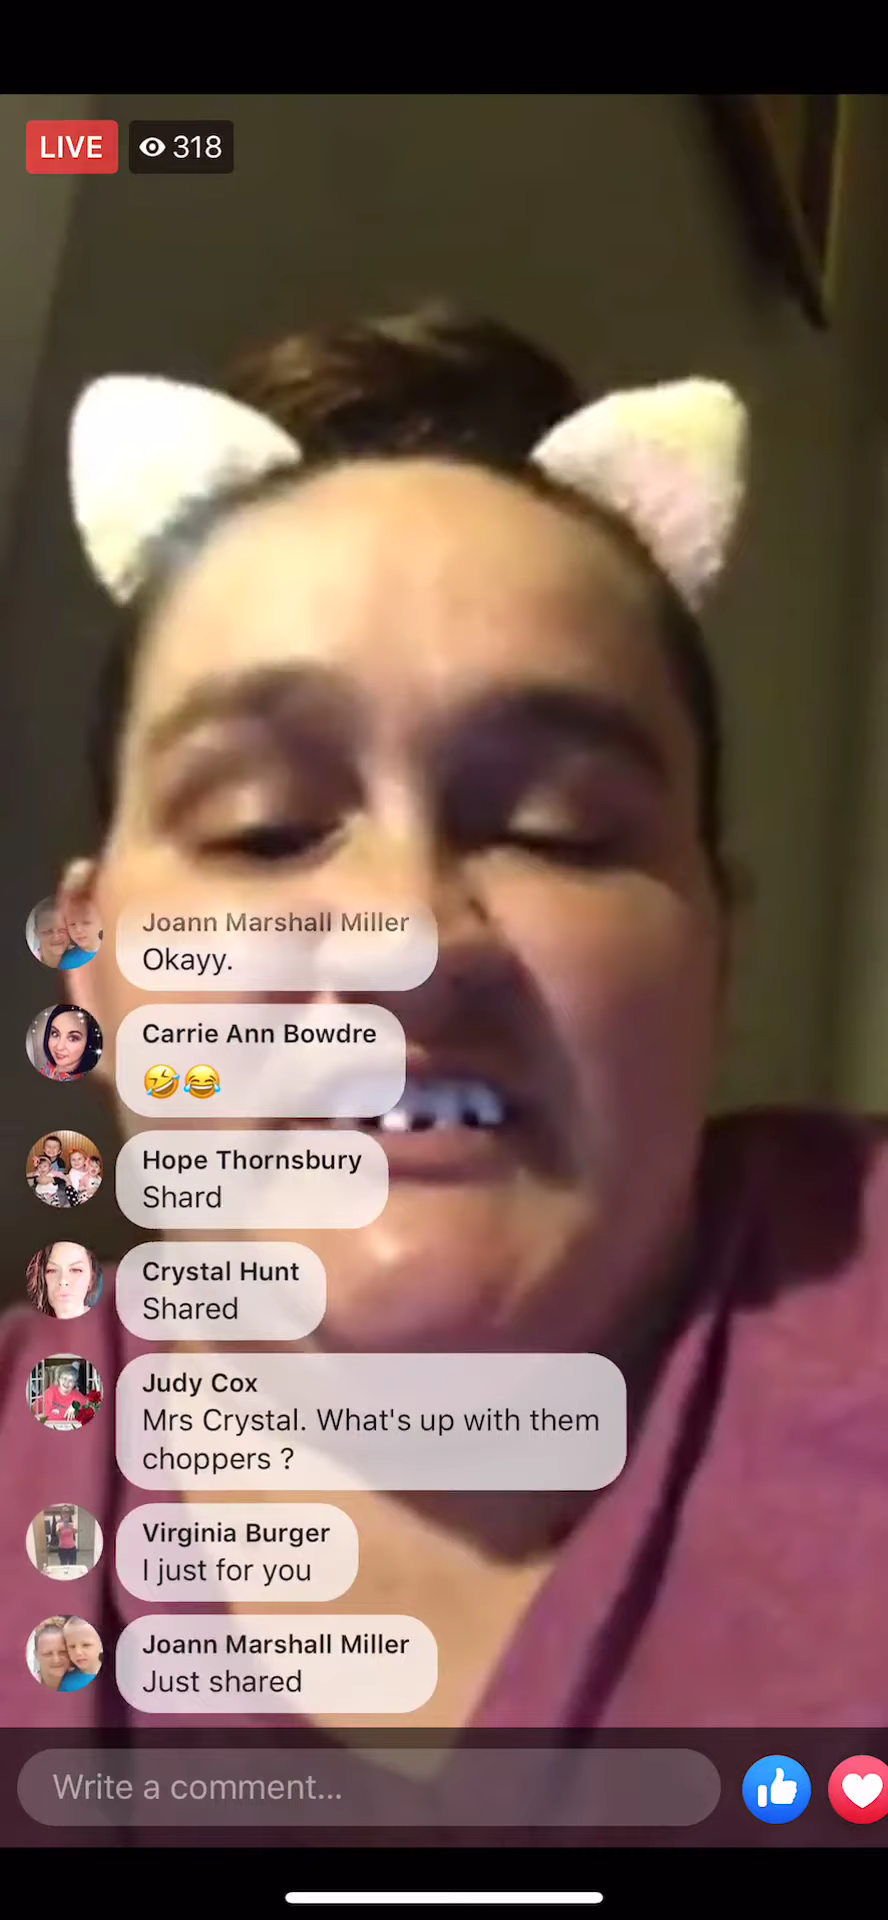 LIVE 318
Joann Marshall Miller
Okayy.
Carrie Ann Bowdre
🤣😂
Hope Thornsbury
Shard
Crystal Hunt
Shared
Judy Cox
Mrs Crystal. What's up with them
choppers ?
Virginia Burger
I just for you
Joann Marshall Miller
Just shared
Write a comment...